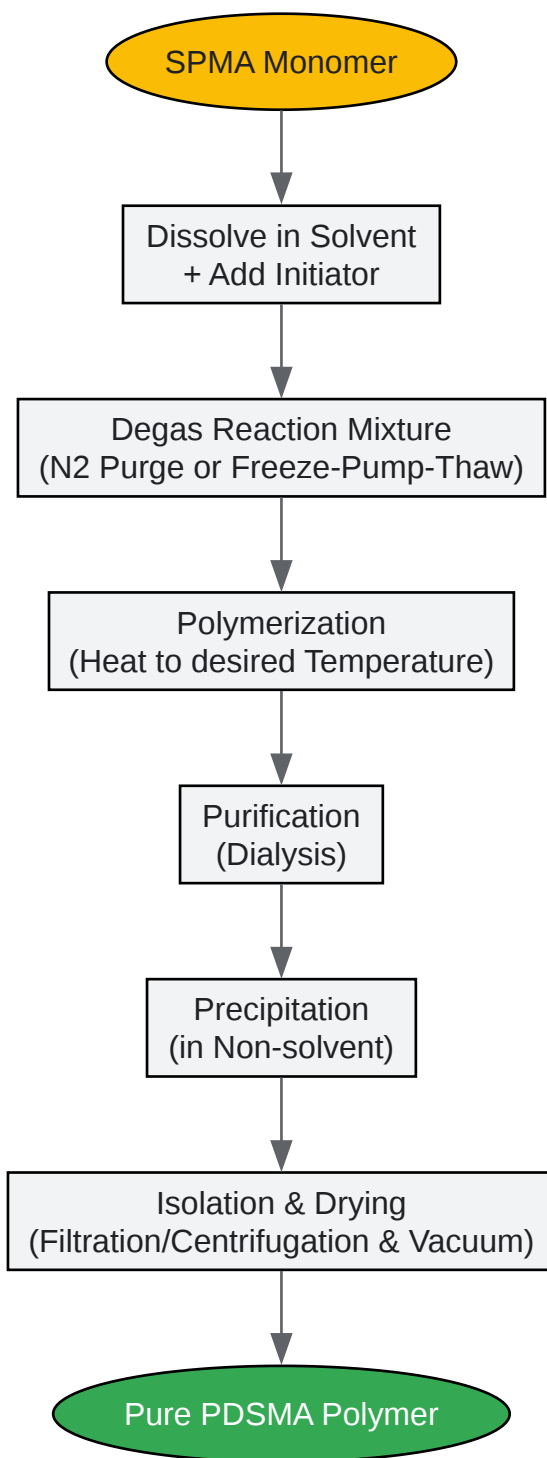 SPMA Monomer
Dissolve in Solvent
+ Add Initiator
Degas Reaction Mixture
(N2 Purge or Freeze-Pump-Thaw)
Polymerization
(Heat to desired Temperature)
Purification
(Dialysis)
Precipitation
(in Non-solvent)
Isolation & Drying
(Filtration/Centrifugation & Vacuum)
Pure PDSMA Polymer